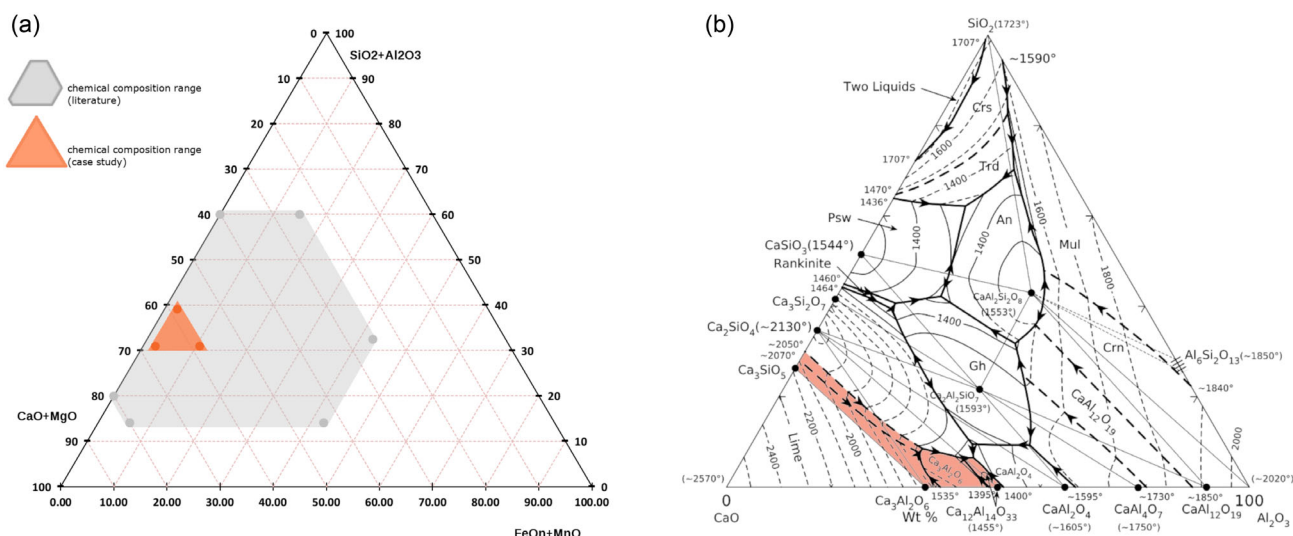 (a)
0
100
SiO2+Al2O3
chemical composition range
(literature)
chemical composition range
(case study)
10
90
20
80
30
70
40
60
50
50
60
40
70
30
80
20
CaO+MgO
90
10
100
0
0.00
10.00
20.00
30.00
40.00
50.00
60.00
70.00
80.00
90.00
100.00
FeOn+MnO
(b)
SiO2(1723°)
1707°
~1590°
Two Liquids
Crs
1707°
1600
Trd
1470°
1400
1436°
1600
Psw
An
Mul
1400
1400
1800
CaSiO3(1544°)
Rankinite
1460°
1464°
CaAl2Si2O8
(1553°)
Ca3Si2O7
1400
Ca2SiO4(~2130°)
~2050°
~2070°
Crn
Al6Si2O13(~1850°)
Ca3SiO5
Gh
~1840°
Ca2Al2SiO7
(1593°)
CaAl12O19
2200
2000
Lime
2400
2000
Ca3Al2O6
CaAl2O4
(~2570°)
0
1535°
1395°
1400°
~1595°
~1730°
~1850°
100
(~2020°)
CaO
Ca3Al2O6
Wt %
Ca12Al14O33
(1455°)
CaAl2O4
(~1605°)
CaAl4O7
(~1750°)
CaAl12O19
Al2O3